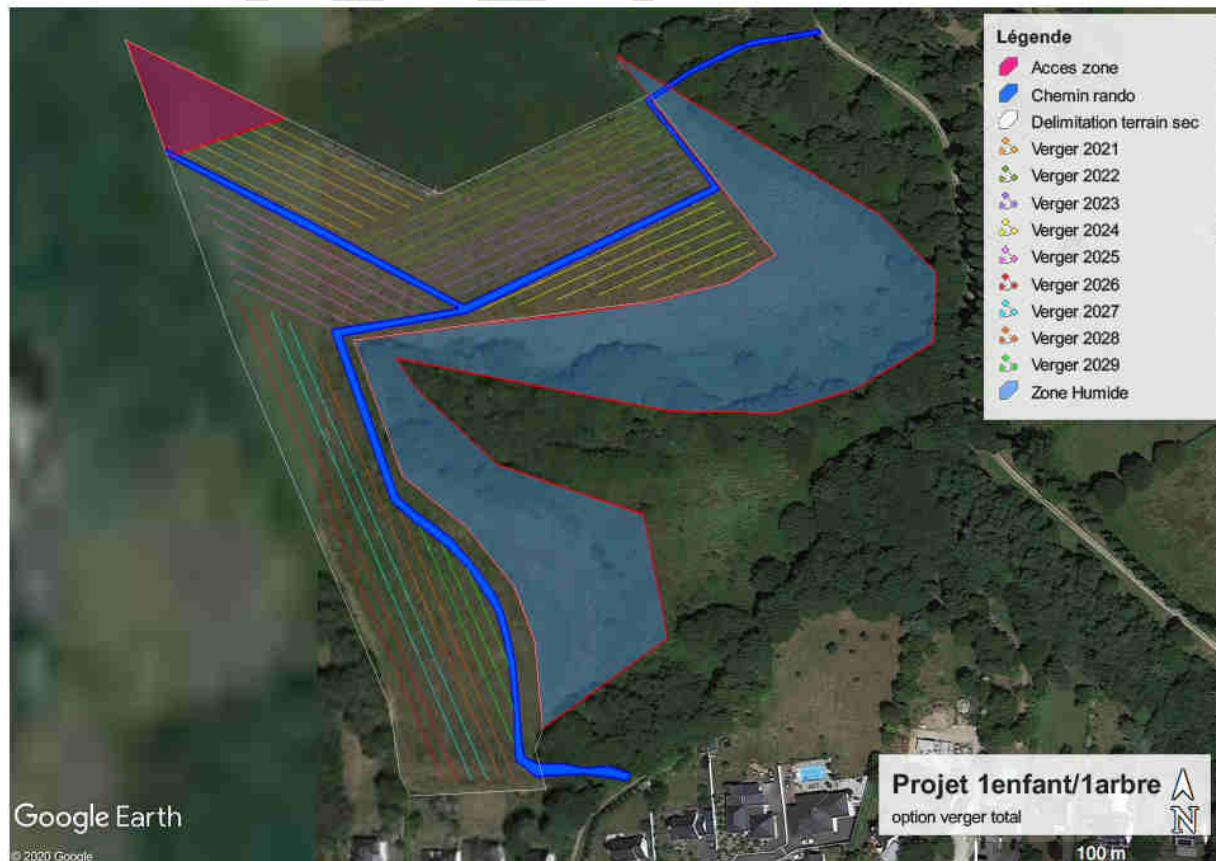 Légende
Acces zone
Chemin rando
Delimitation terrain sec
Verger 2021
Verger 2022
Verger 2023
Verger 2024
Verger 2025
Verger 2026
Verger 2027
Verger 2028
Verger 2029
Zone Humide
Projet 1enfant/1arbre
option verger total
N
Google Earth
© 2020 Google
100 m